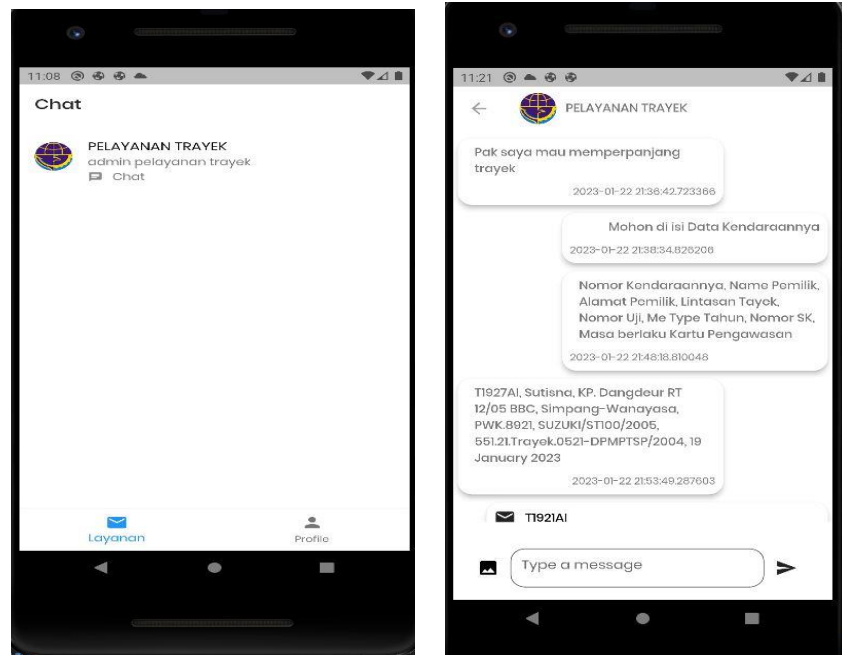 11:08
Chat
PELAYANAN TRAYEK
admin pelayanan trayek
Chat
Layanan
Profile
11:21
PELAYANAN TRAYEK
Pak saya mau memperpanjang
trayek
2023-01-22 21:36:42.723366
Mohon di isi Data Kendaraannya
2023-01-22 21:38:34.826206
Nomor Kendaraannya, Name Pemilik,
Alamat Pemilik, Lintasan Tayek,
Nomor Uji, Me Type Tahun, Nomor SK,
Masa berlaku Kartu Pengawasan
2023-01-22 21:48:18.810048
T1927AI, Sutisna, KP. Dangdeur RT
12/05 BBC, Simpang-Wanayasa,
PWK.8921, SUZUKI/ST100/2005,
551.21.Trayek.0521-DPMPTSP/2004, 19
January 2023
2023-01-22 21:53:49.287603
T1921AI
Type a message